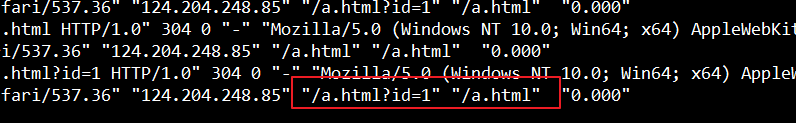 fari/537.36" "124.204.248.85" "/a.html?id=1" "/a.html"  "0.000"
.html HTTP/1.0" 304 0 "-" "Mozilla/5.0 (Windows NT 10.0; Win64; x64) AppleWebKit
i/537.36" "124.204.248.85" "/a.html" "/a.html"  "0.000"
.html?id=1 HTTP/1.0" 304 0 "-" "Mozilla/5.0 (Windows NT 10.0; Win64; x64) AppleW
fari/537.36" "124.204.248.85" "/a.html?id=1" "/a.html"  "0.000"